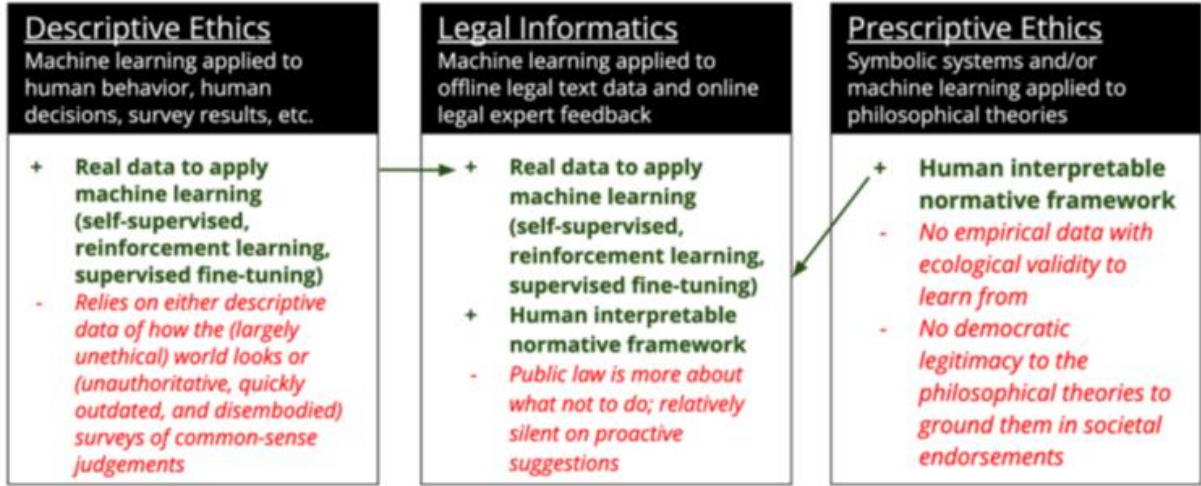 Descriptive Ethics
Machine learning applied to
human behavior, human
decisions, survey results, etc.
+ Real data to apply
machine learning
(self-supervised,
reinforcement learning,
supervised fine-tuning)
- Relies on either descriptive
data of how the (largely
unethical) world looks or
(unauthoritative, quickly
outdated, and disembodied)
surveys of common-sense
judgements
Legal Informatics
Machine learning applied to
offline legal text data and online
legal expert feedback
+ Real data to apply
machine learning
(self-supervised,
reinforcement learning,
supervised fine-tuning)
+ Human interpretable
normative framework
- Public law is more about
what not to do; relatively
silent on proactive
suggestions
Prescriptive Ethics
Symbolic systems and/or
machine learning applied to
philosophical theories
+ Human interpretable
normative framework
- No empirical data with
ecological validity to
learn from
- No democratic
legitimacy to the
philosophical theories to
ground them in societal
endorsements